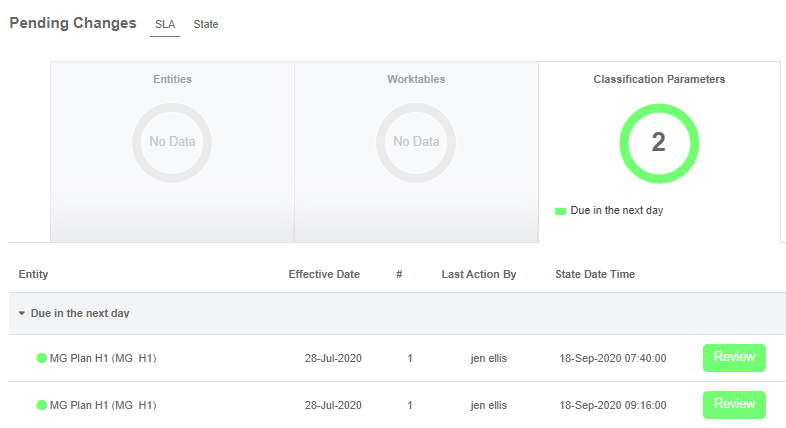 Pending Changes SLA State
Entities Worktables Classification Parameters
No Data No Data 2
Due in the next day
Entity Effective Date # Last Action By State Date Time
Due in the next day
MG Plan H1 (MG H1) 28-Jul-2020 1 jen ellis 18-Sep-2020 07:40:00 Review
MG Plan H1 (MG H1) 28-Jul-2020 1 jen ellis 18-Sep-2020 09:16:00 Review